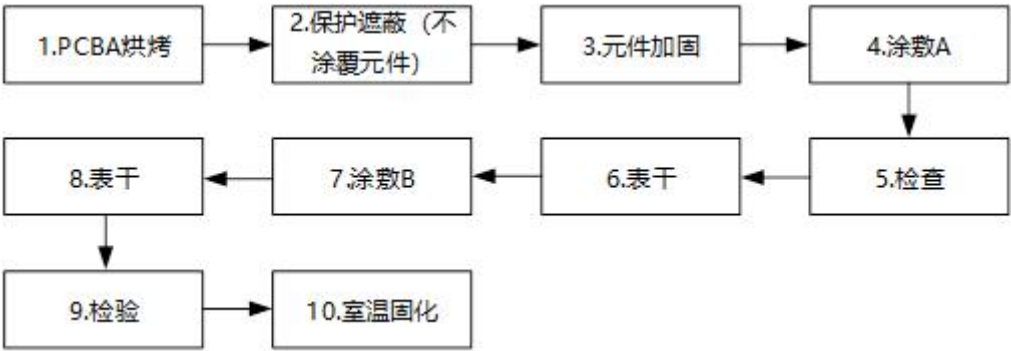 1.PCBA烘烤
2.保护遮蔽（不
涂覆元件）
3.元件加固
4.涂敷A
5.检查
6.表干
7.涂敷B
8.表干
9.检验
10.室温固化